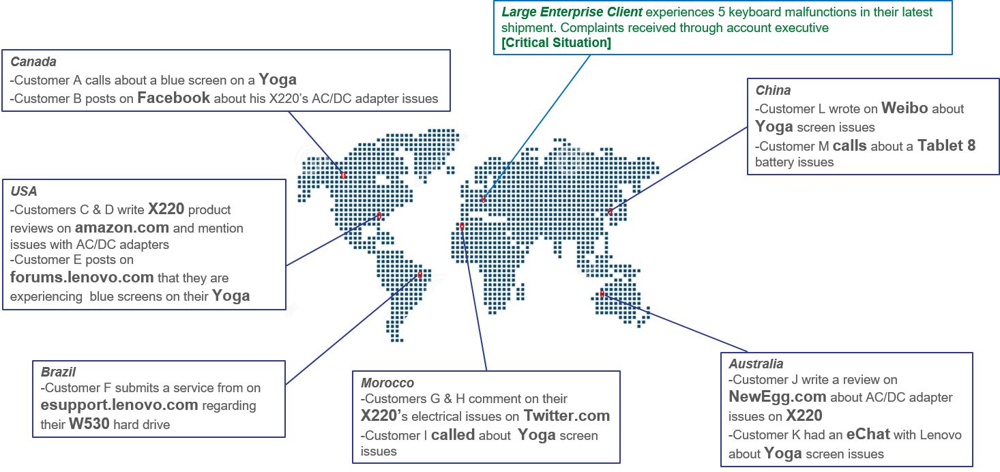 Large Enterprise Client experiences 5 keyboard malfunctions in their latest
shipment. Complaints received through account executive
[Critical Situation]
Canada
-Customer A calls about a blue screen on a Yoga
-Customer B posts on Facebook about his X220's AC/DC adapter issues
China
-Customer L wrote on Weibo about
Yoga screen issues
-Customer M calls about a Tablet 8
battery issues
USA
-Customers C & D write X220 product
reviews on amazon.com and mention
issues with AC/DC adapters
-Customer E posts on
forums.lenovo.com that they are
experiencing  blue screens on their Yoga
Brazil
-Customer F submits a service from on
esupport.lenovo.com regarding
their W530 hard drive
Morocco
-Customers G & H comment on their
X220's electrical issues on Twitter.com
-Customer I called about  Yoga screen
issues
Australia
-Customer J write a review on
NewEgg.com about AC/DC adapter
issues on X220
-Customer K had an eChat with Lenovo
about Yoga screen issues